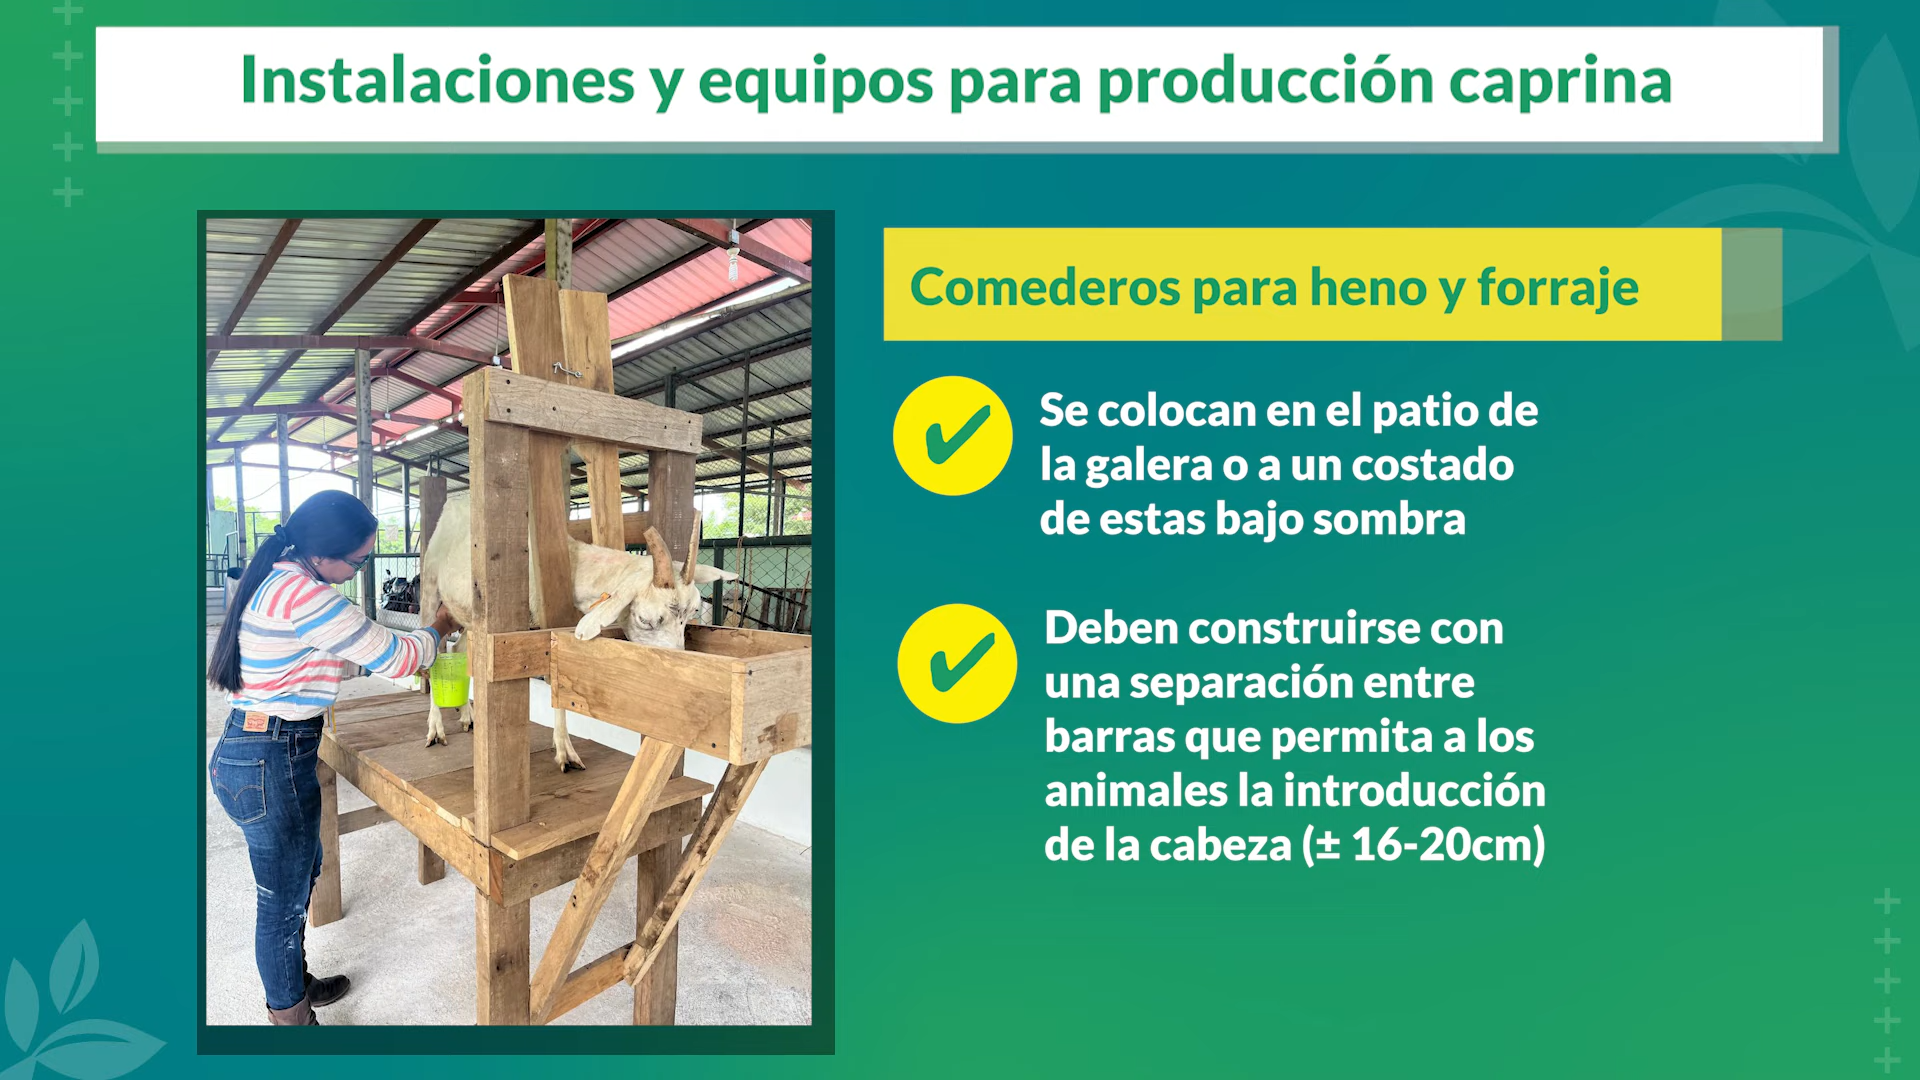 Instalaciones y equipos para producción caprina
Comederos para heno y forraje
Se colocan en el patio de
la galera o a un costado
de estas bajo sombra
Deben construirse con
una separación entre
barras que permita a los
animales la introducción
de la cabeza (± 16-20cm)